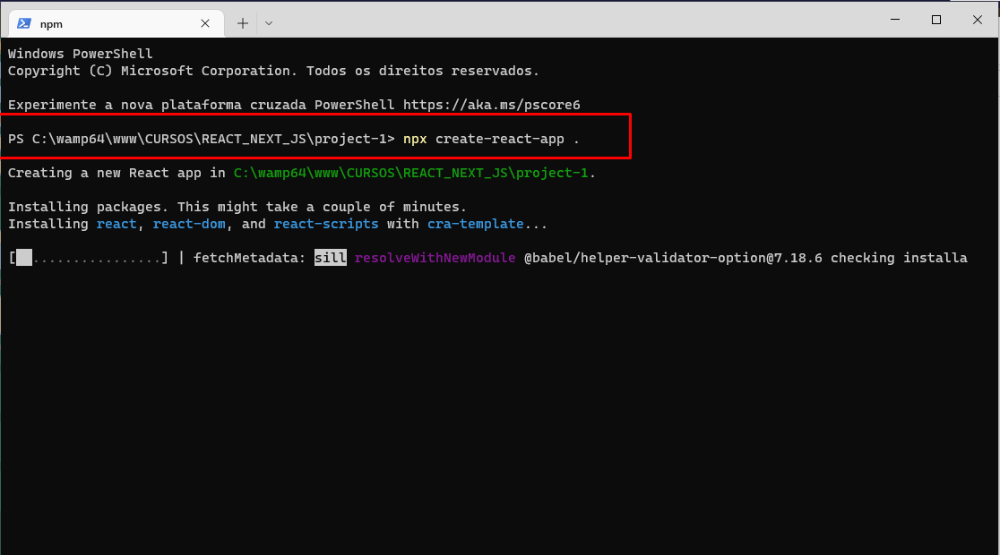 npm
Windows PowerShell
Copyright (C) Microsoft Corporation. Todos os direitos reservados.
Experimente a nova plataforma cruzada PowerShell https://aka.ms/pscore6
PS C:\wamp64\www\CURSOS\REACT_NEXT_JS\project-1> npx create-react-app .
Creating a new React app in C:\wamp64\www\CURSOS\REACT_NEXT_JS\project-1.
Installing packages. This might take a couple of minutes.
Installing react, react-dom, and react-scripts with cra-template...
[  ................] | fetchMetadata: sill resolveWithNewModule @babel/helper-validator-option@7.18.6 checking installa